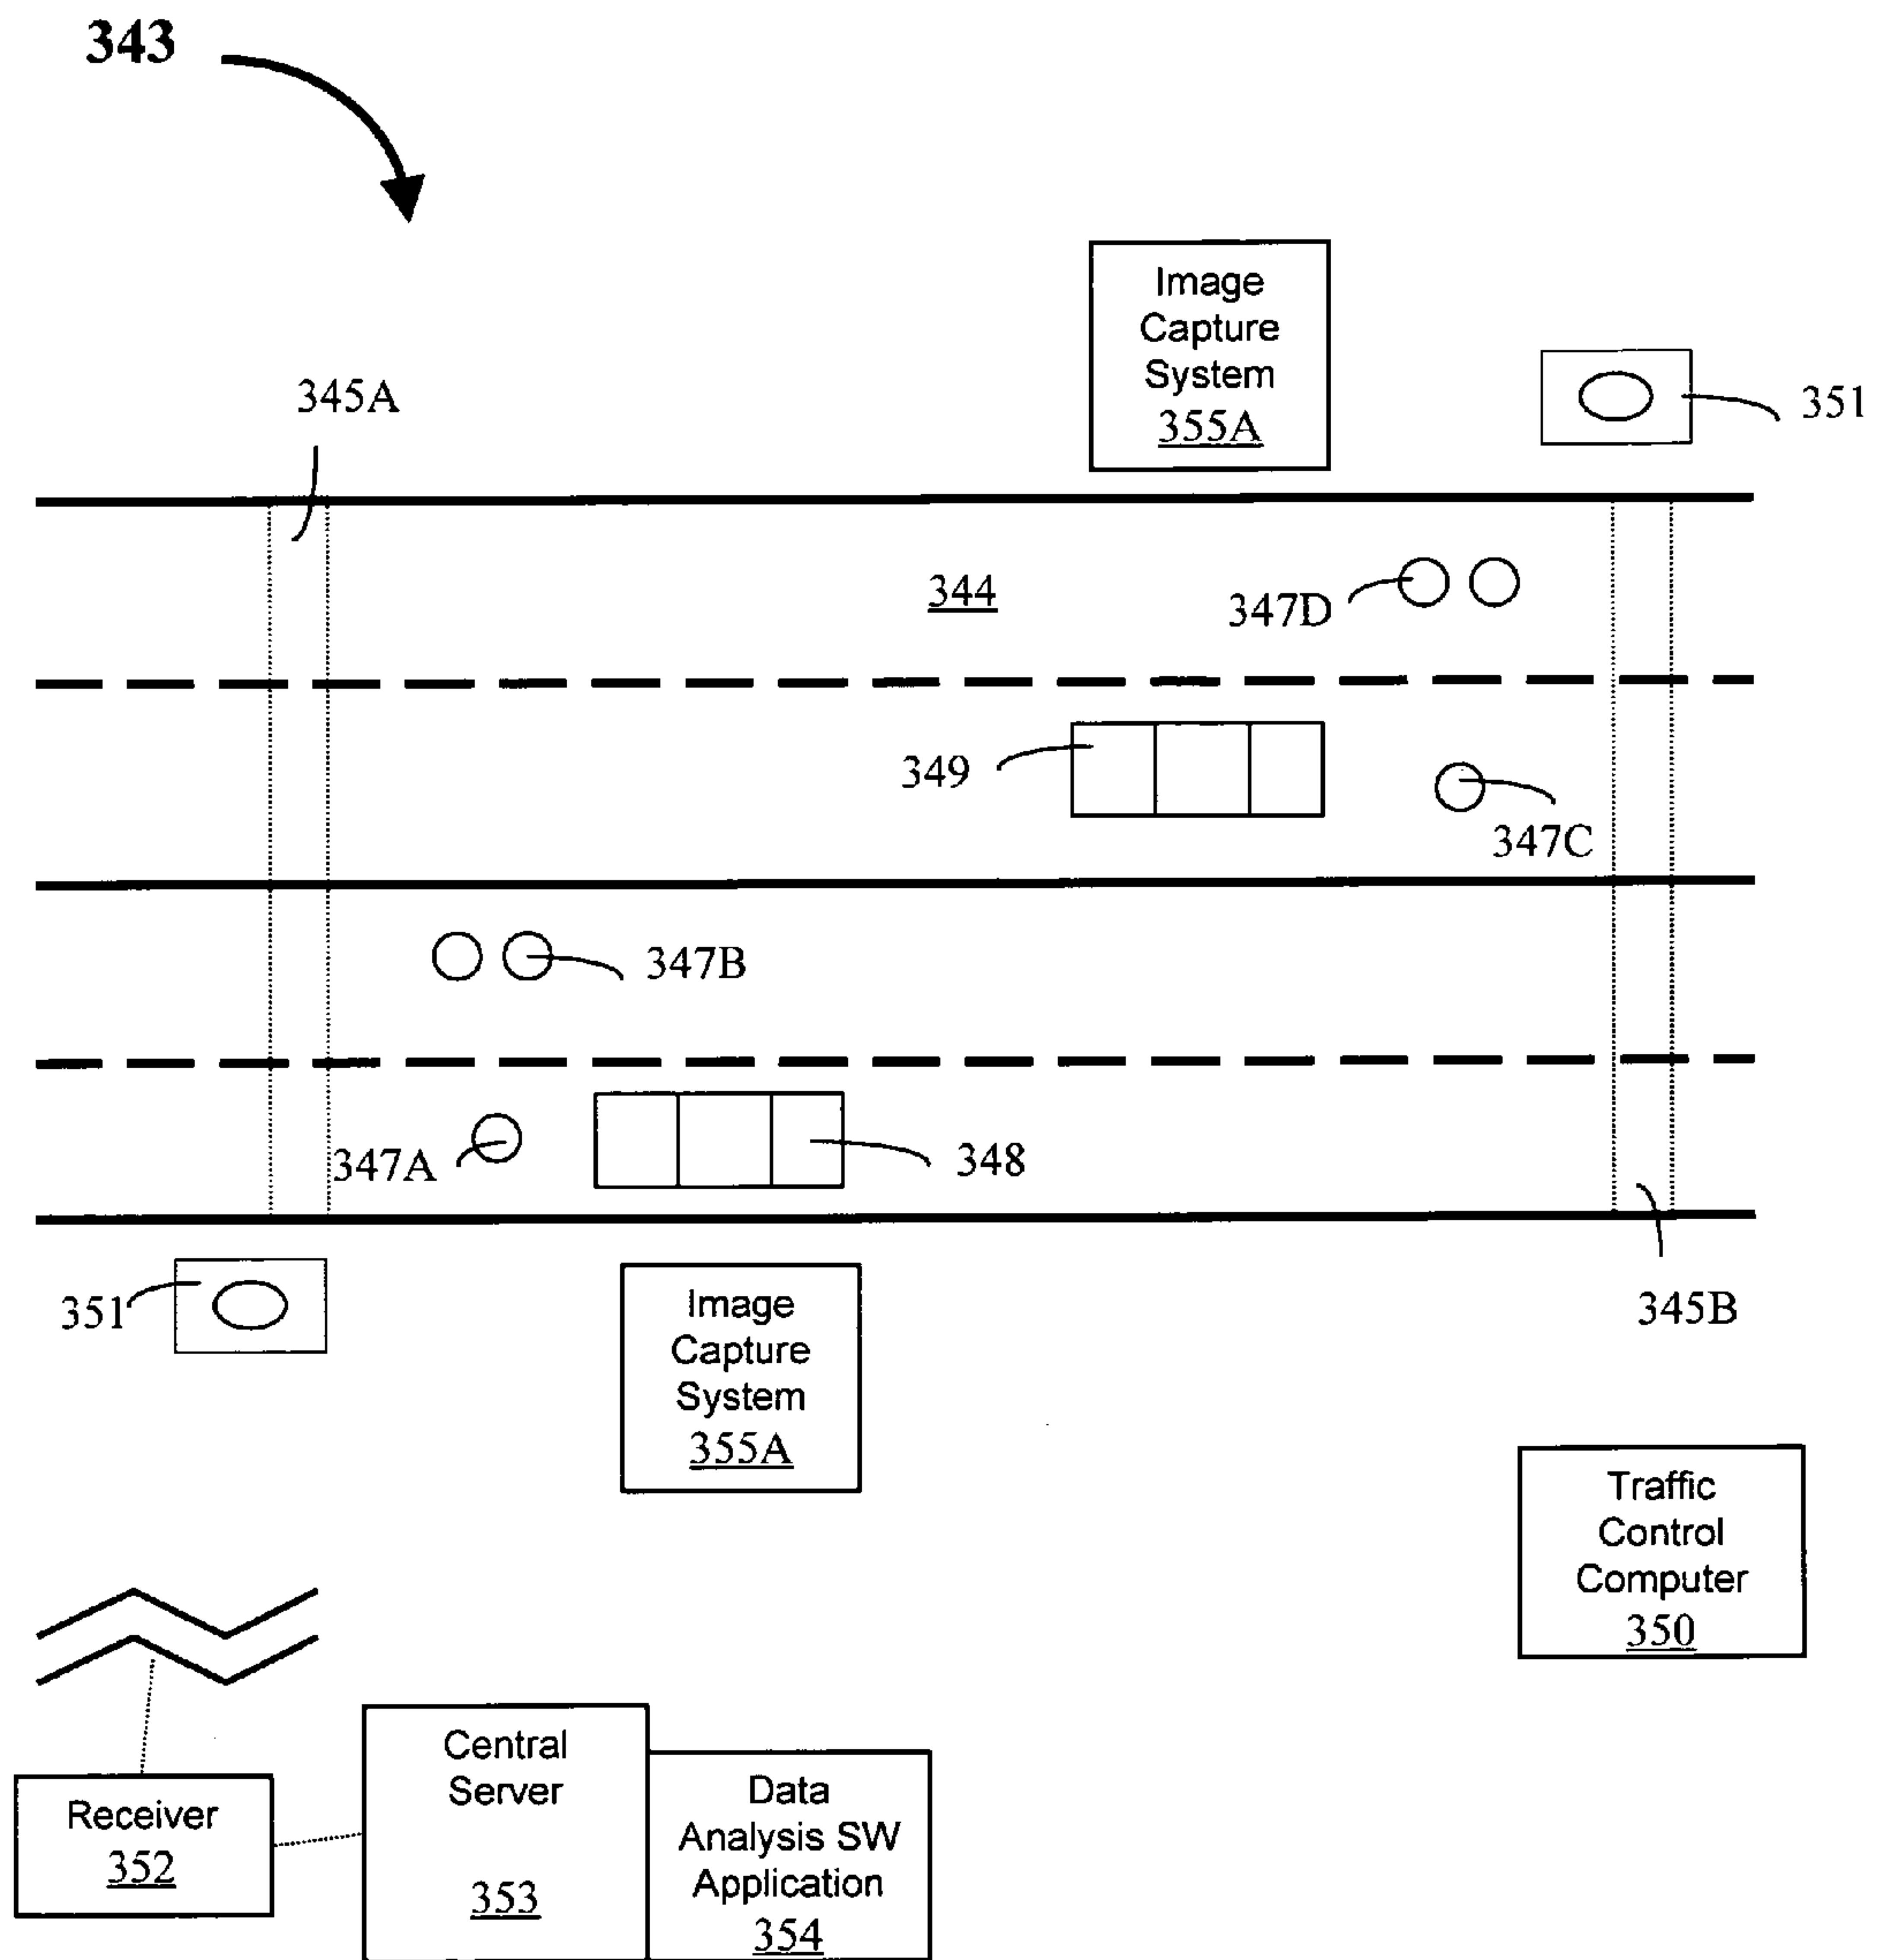 343
Image
Capture
System
355A
351
345A
344
347D
349
347C
347B
347A
348
351
345B
Image
Capture
System
355A
Traffic
Control
Computer
350
Central
Server
353
Data
Analysis SW
Application
354
Receiver
352